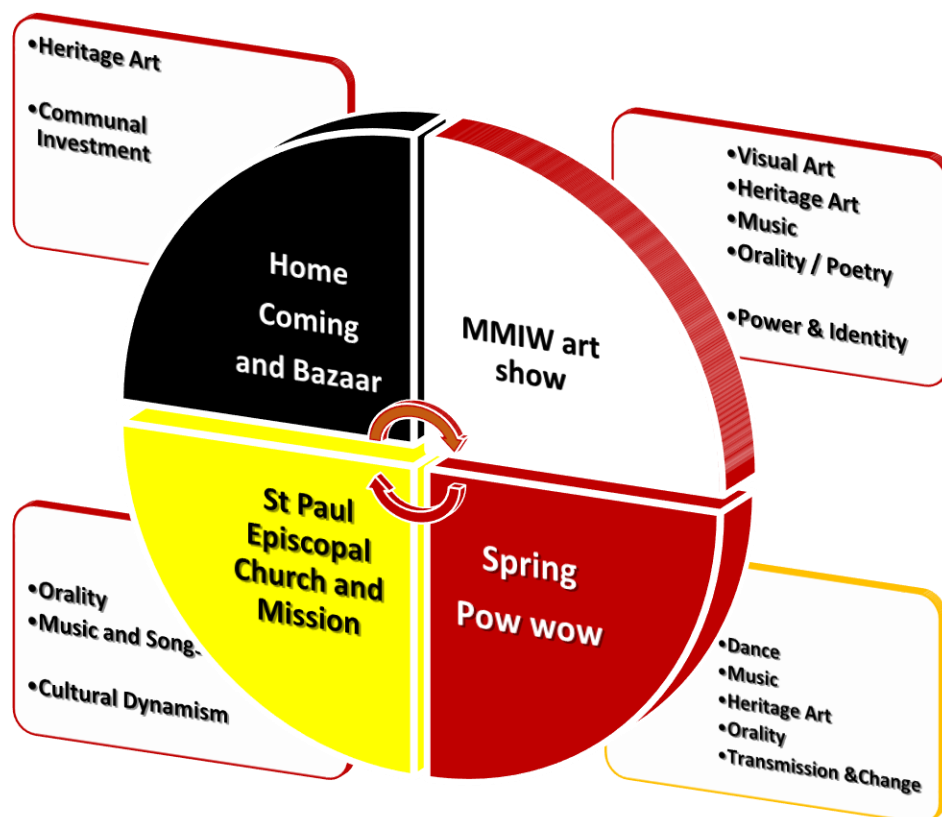 •Heritage Art
•Communal
Investment
•Visual Art
•Heritage Art
•Music
•Orality / Poetry
•Power & Identity
Home
Coming
and Bazaar
MMIW art
show
St Paul
Episcopal
Church and
Mission
Spring
Pow wow
•Orality
•Music and Song-
•Cultural Dynamism
•Dance
•Music
•Heritage Art
•Orality
•Transmission &Change